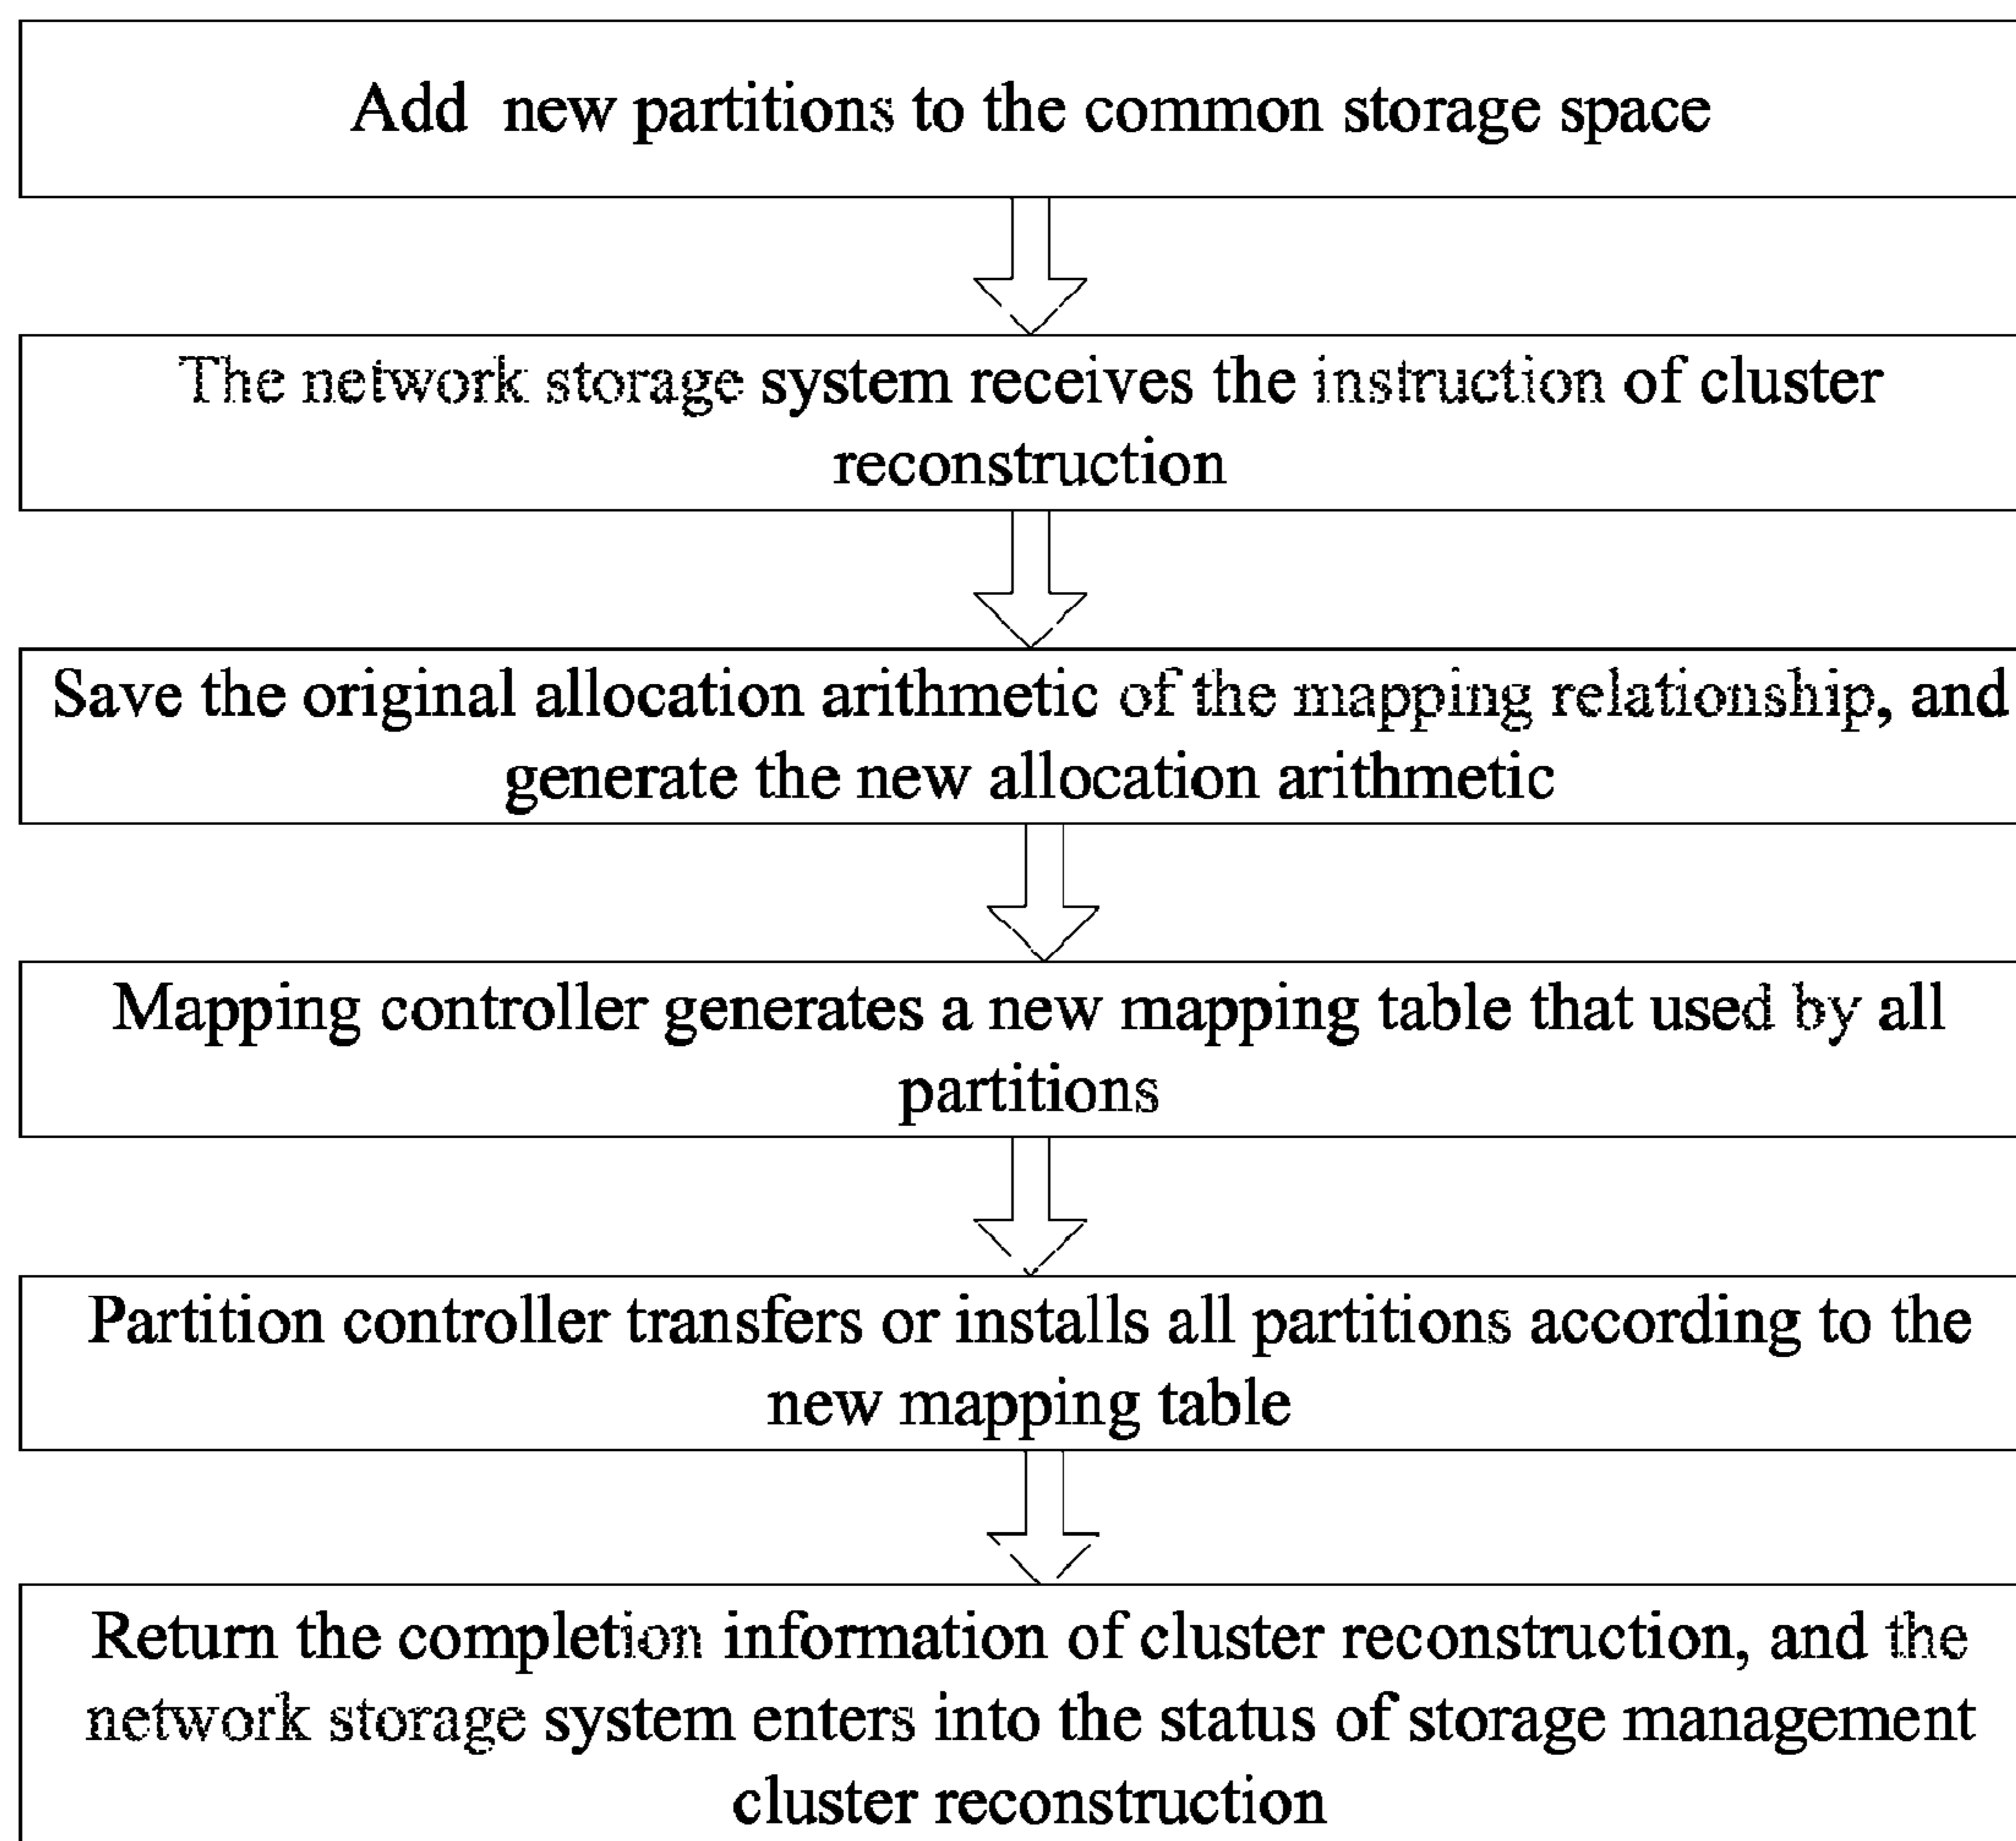 Add new partitions to the common storage space
The network storage system receives the instruction of cluster
reconstruction
Save the original allocation arithmetic of the mapping relationship, and
generate the new allocation arithmetic
Mapping controller generates a new mapping table that used by all
partitions
Partition controller transfers or installs all partitions according to the
new mapping table
Return the completion information of cluster reconstruction, and the
network storage system enters into the status of storage management
cluster reconstruction